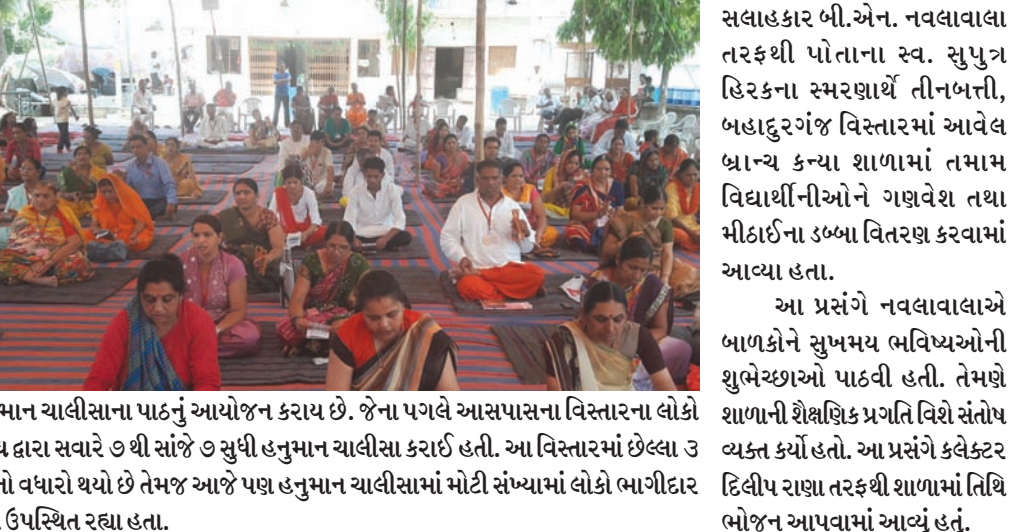 માન ચાલીસાના પાઠનું આયોજન કરાય છે. જેના પગલે આસપાસના વિસ્તારના લોકો
દ્વારા સવારે ૭ થી સાંજે ૭ સુધી હનુમાન ચાલીસા કરાઈ હતી. આ વિસ્તારમાં છેલ્લા ૩
નો વધારો થયો છે તેમજ આજે પણ હનુમાન ચાલીસામાં મોટી સંખ્યામાં લોકો ભાગીદાર
ઉપસ્થિત રહ્યા હતા.
સલાહકાર બી.એન. નવલાવાલા
તરફથી પોતાના સ્વ. સુપુત્ર
હિરકના સ્મરણાર્થે તીનબત્તી,
બહાદુરગંજ વિસ્તારમાં આવેલ
બ્રાન્ચ કન્યા શાળામાં તમામ
વિદ્યાર્થીનીઓને ગણવેશ તથા
મીઠાઈના ડબ્બા વિતરણ કરવામાં
આવ્યા હતા.
આ પ્રસંગે નવલાવાલાએ
બાળકોને સુખમય ભવિષ્યઓની
શુભેચ્છાઓ પાઠવી હતી. તેમણે
શાળાની શૈક્ષણિક પ્રગતિ વિશે સંતોષ
વ્યક્ત કર્યો હતો. આ પ્રસંગે કલેક્ટર
દિલીપ રાણા તરફથી શાળામાં તિથિ
ભોજન આપવામાં આવ્યું હતું.